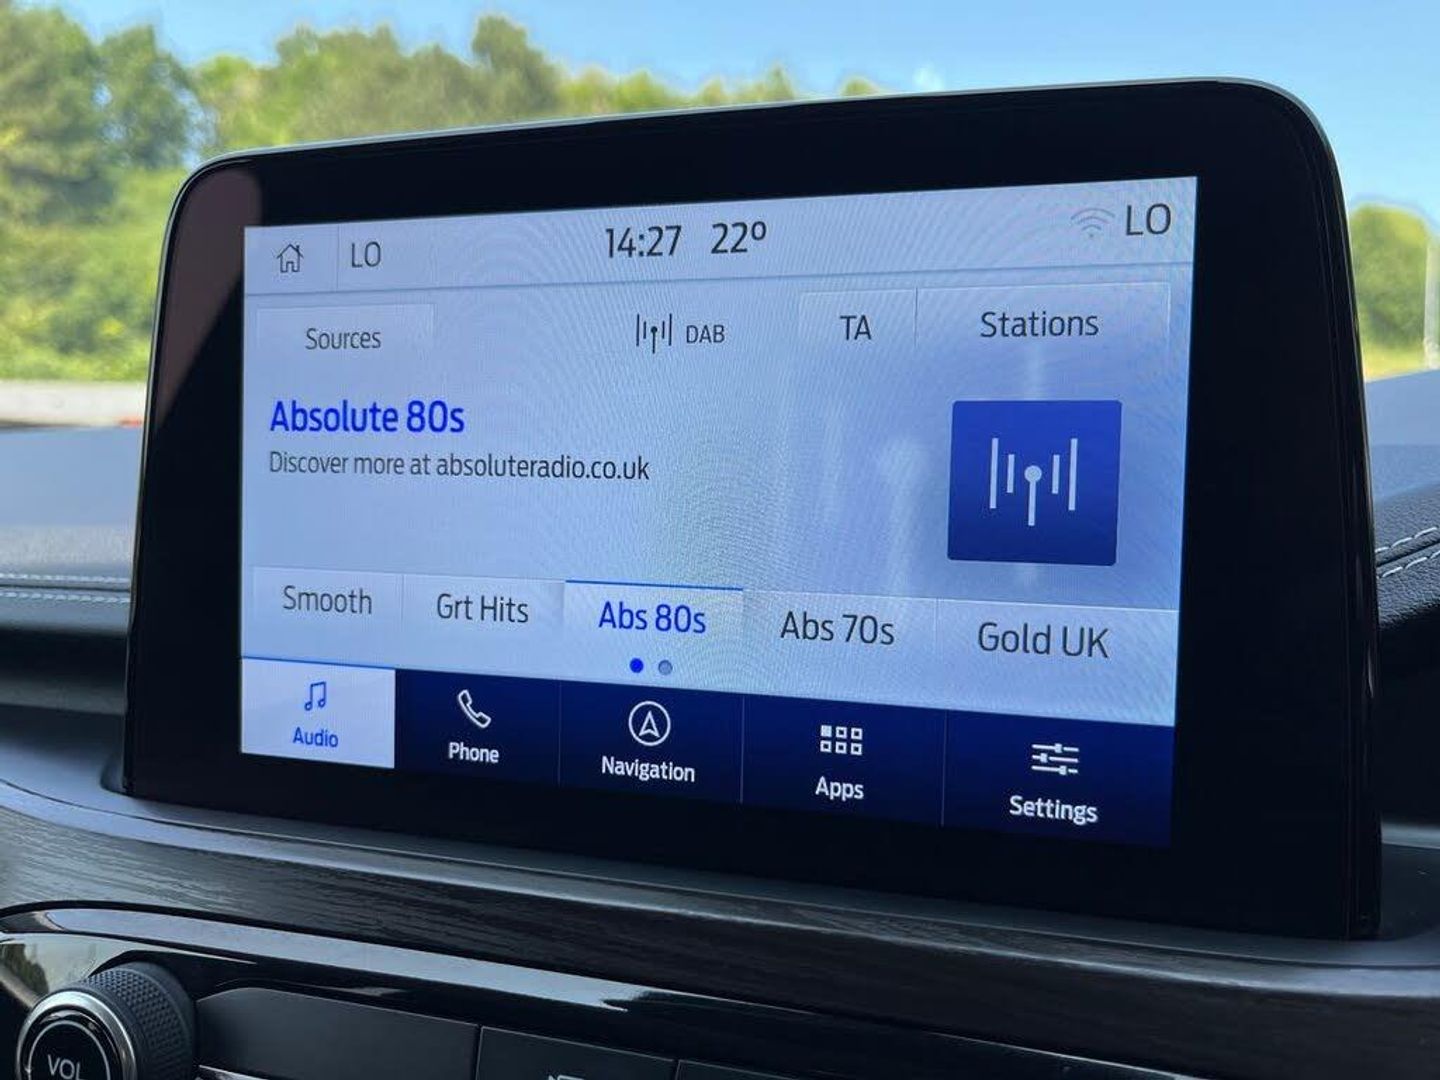 LO 14:27 22º LO
Sources DAB TA Stations
Absolute 80s
Discover more at absoluteradio.co.uk
Smooth Grt Hits Abs 80s Abs 70s Gold UK
Audio Phone Navigation Apps Settings
VOL